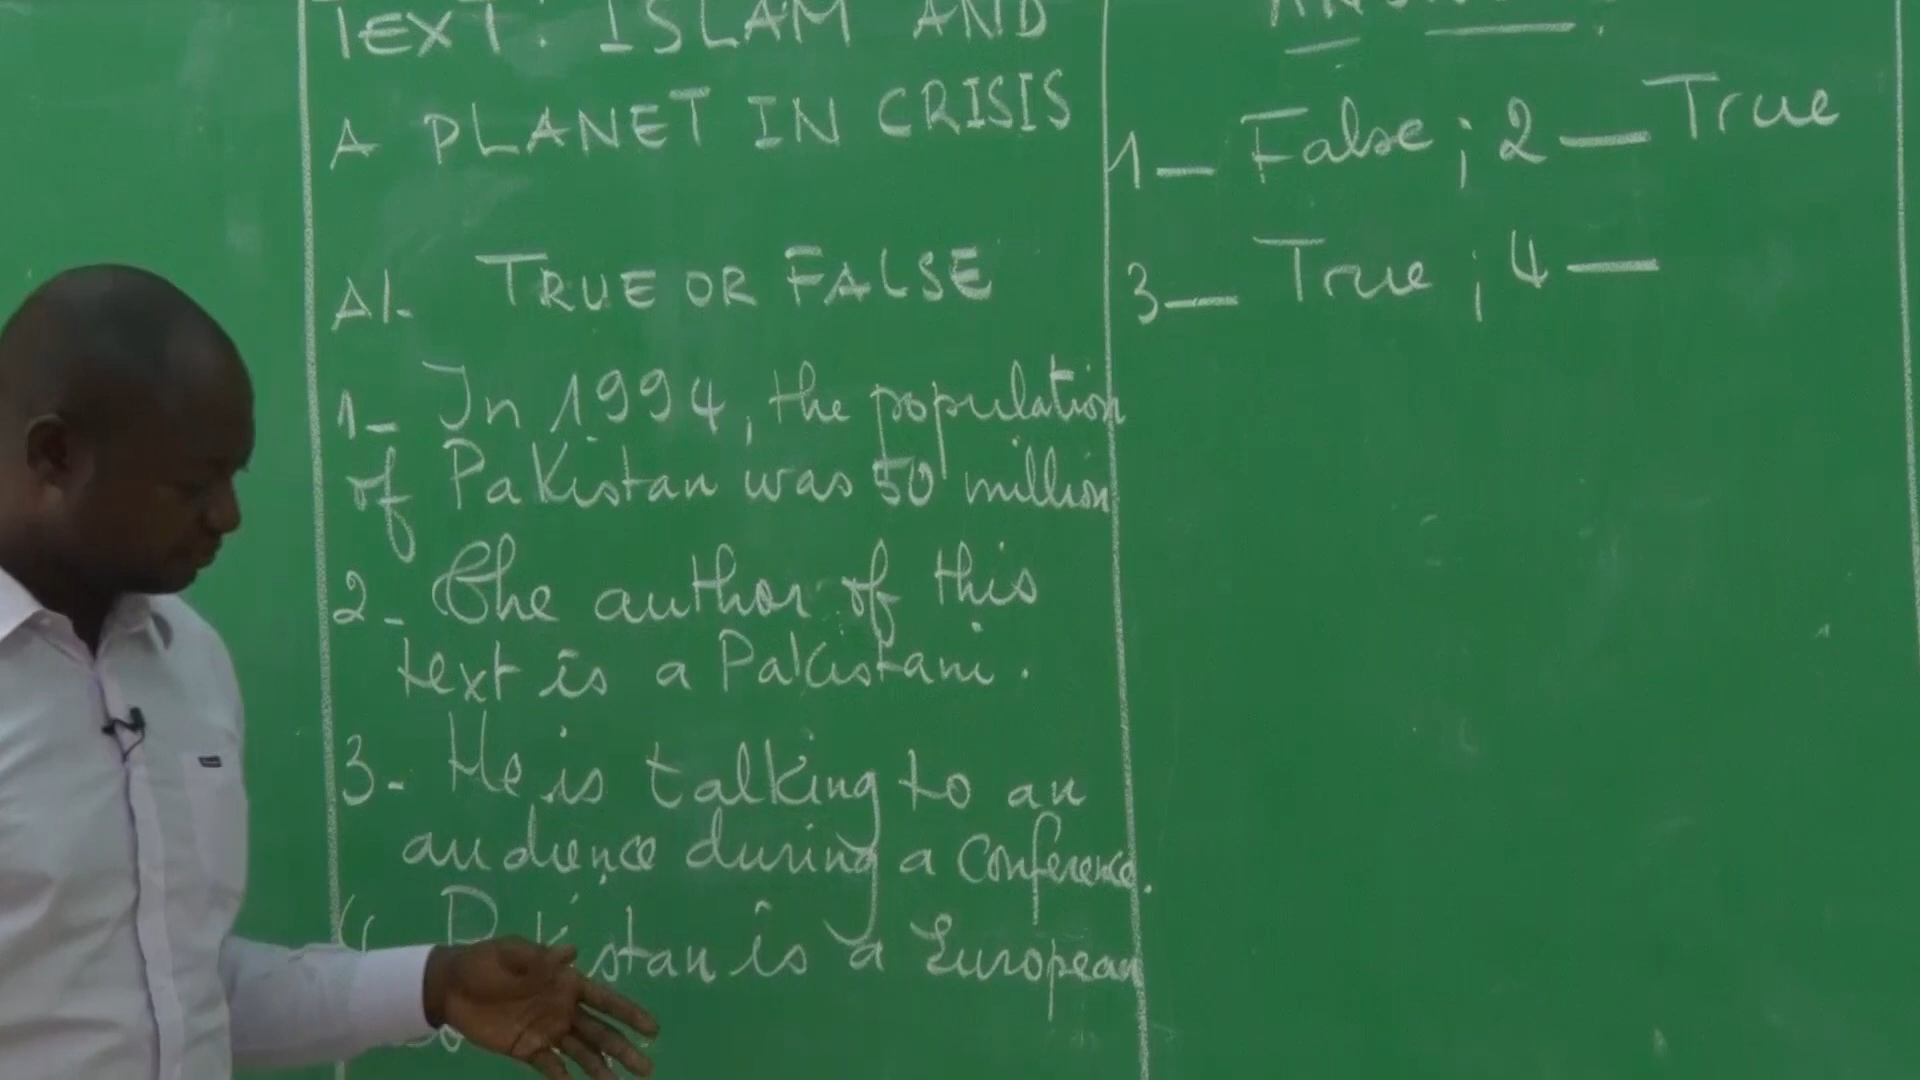 TEXT: ISLAM AND
A PLANET IN CRISIS
A/- TRUE OR FALSE
1- In 1994, the population
of Pakistan was 50 million
2- The author of this
text is a Pakistani.
3- He is talking to an
audience during a conference.
is a European
1- False; 2- True
3- True; 4-